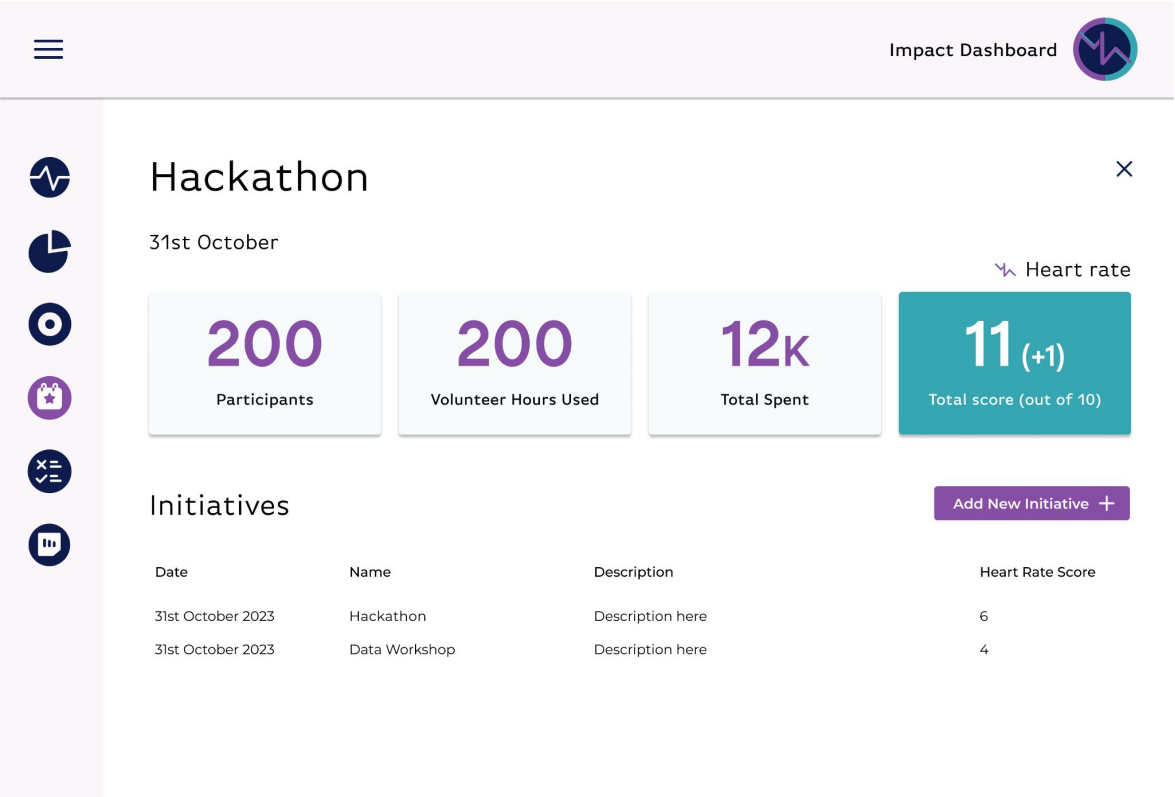 Impact Dashboard
Hackathon
31st October
Heart rate
200
Participants
200
Volunteer Hours Used
12K
Total Spent
11 (+1)
Total score (out of 10)
Initiatives
Add New Initiative +
Date Name Description Heart Rate Score
31st October 2023 Hackathon Description here 6
31st October 2023 Data Workshop Description here 4